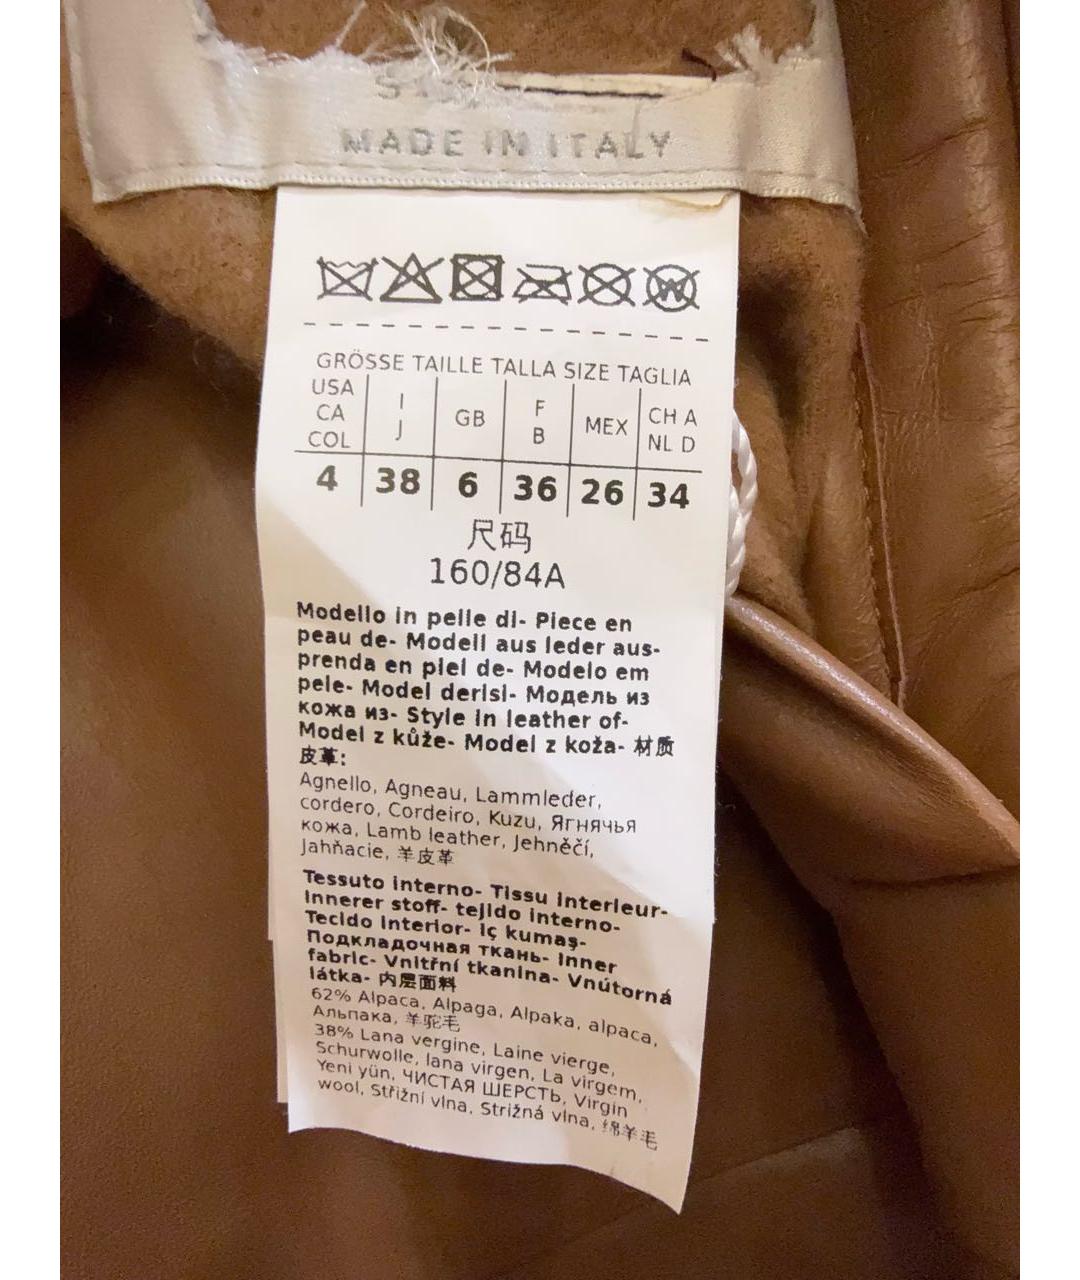 MADE IN ITALY
GRÖSSE TAILLE TALLA SIZE TAGLIA
USA CA COL | I J | GB | F B | MEX | CH A NL D
4 | 38 | 6 | 36 | 26 | 34
尺码
160/84A
Modello in pelle di- Piece en
peau de- Modell aus leder aus-
prenda en piel de- Modelo em
pele- Model derisi- Модель из
кожа из- Style in leather of-
Model z kůže- Model z koža- 材质
皮革:
Agnello, Agneau, Lammleder,
cordero, Cordeiro, Kuzu, ЯГНЯЧЬЯ
кожа, Lamb leather, Jehněčí,
Jahňacie, 羊皮革
Tessuto interno- Tissu interieur-
Innerer stoff- tejido interno-
Tecido interior- iç kumaş-
Подкладочная ткань- Inner
fabric- Vnitřní tkanina- Vnútorná
látka- 内层面料
62% Alpaca, Alpaga, Alpaka, alpaca,
Альпака, 羊驼毛
38% Lana vergine, Laine vierge,
Schurwolle, lana virgen, La virgem,
Yeni yün, ЧИСТАЯ ШЕРСТЬ, Virgin
wool, Střižní vlna, Strižná vlna, 绵羊毛